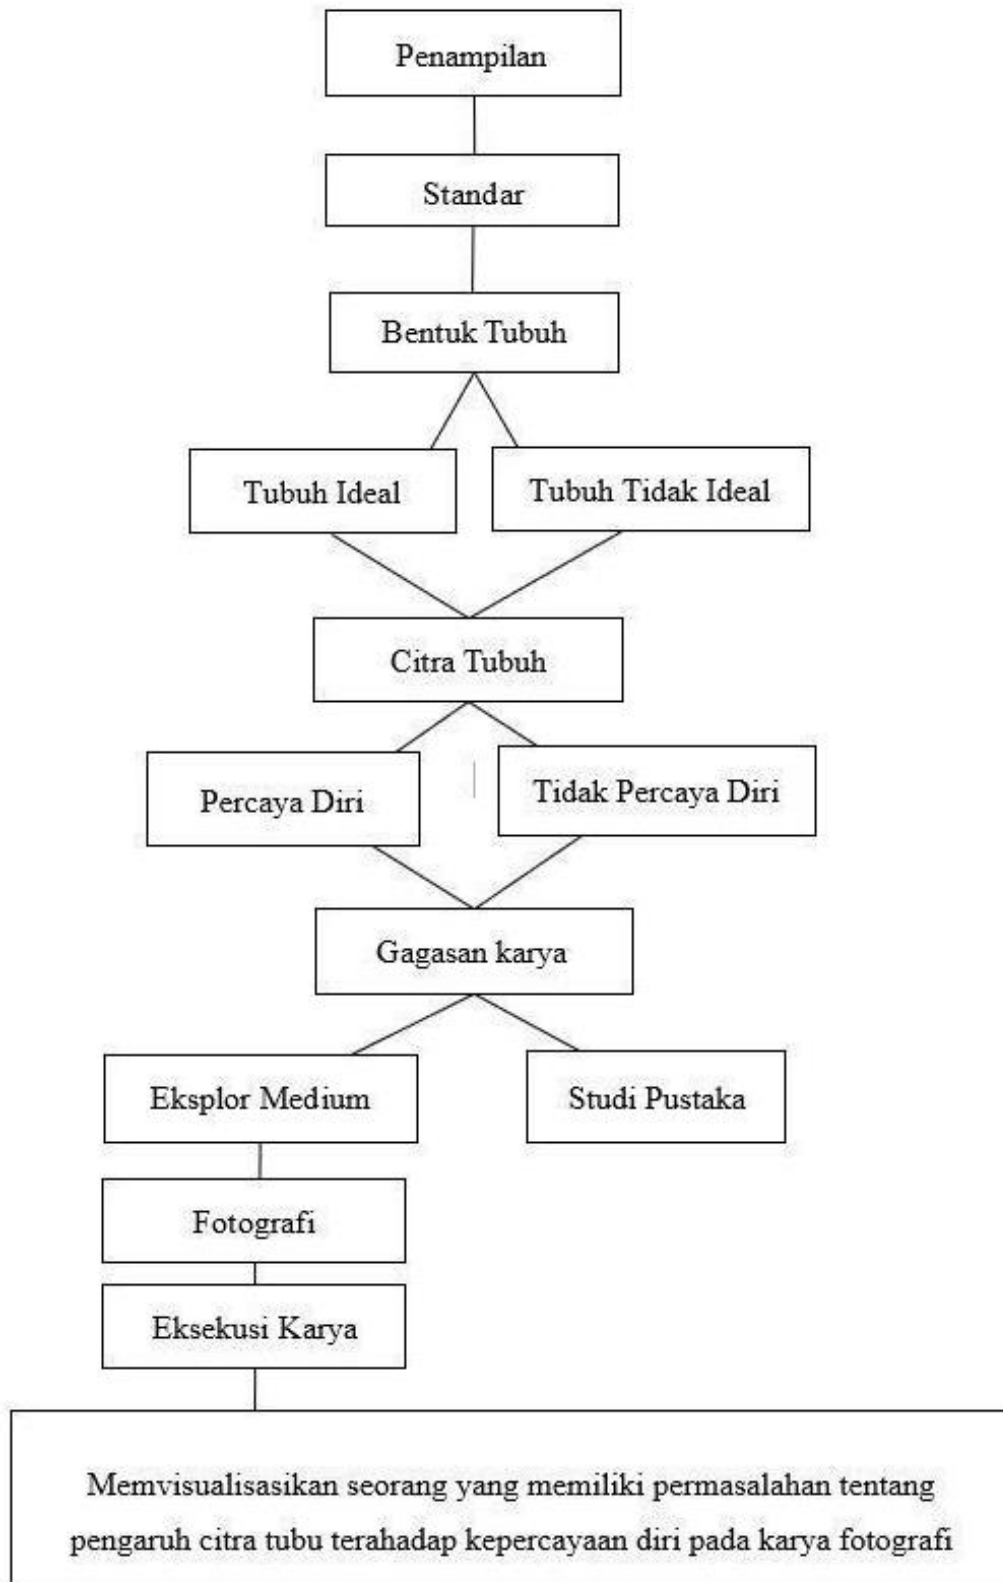 Penampilan
Standar
Bentuk Tubuh
Tubuh Ideal
Tubuh Tidak Ideal
Citra Tubuh
Percaya Diri
Tidak Percaya Diri
Gagasan karya
Eksplor Medium
Studi Pustaka
Fotografi
Eksekusi Karya
Memvisualisasikan seorang yang memiliki permasalahan tentang
pengaruh citra tubu terahadap kepercayaan diri pada karya fotografi